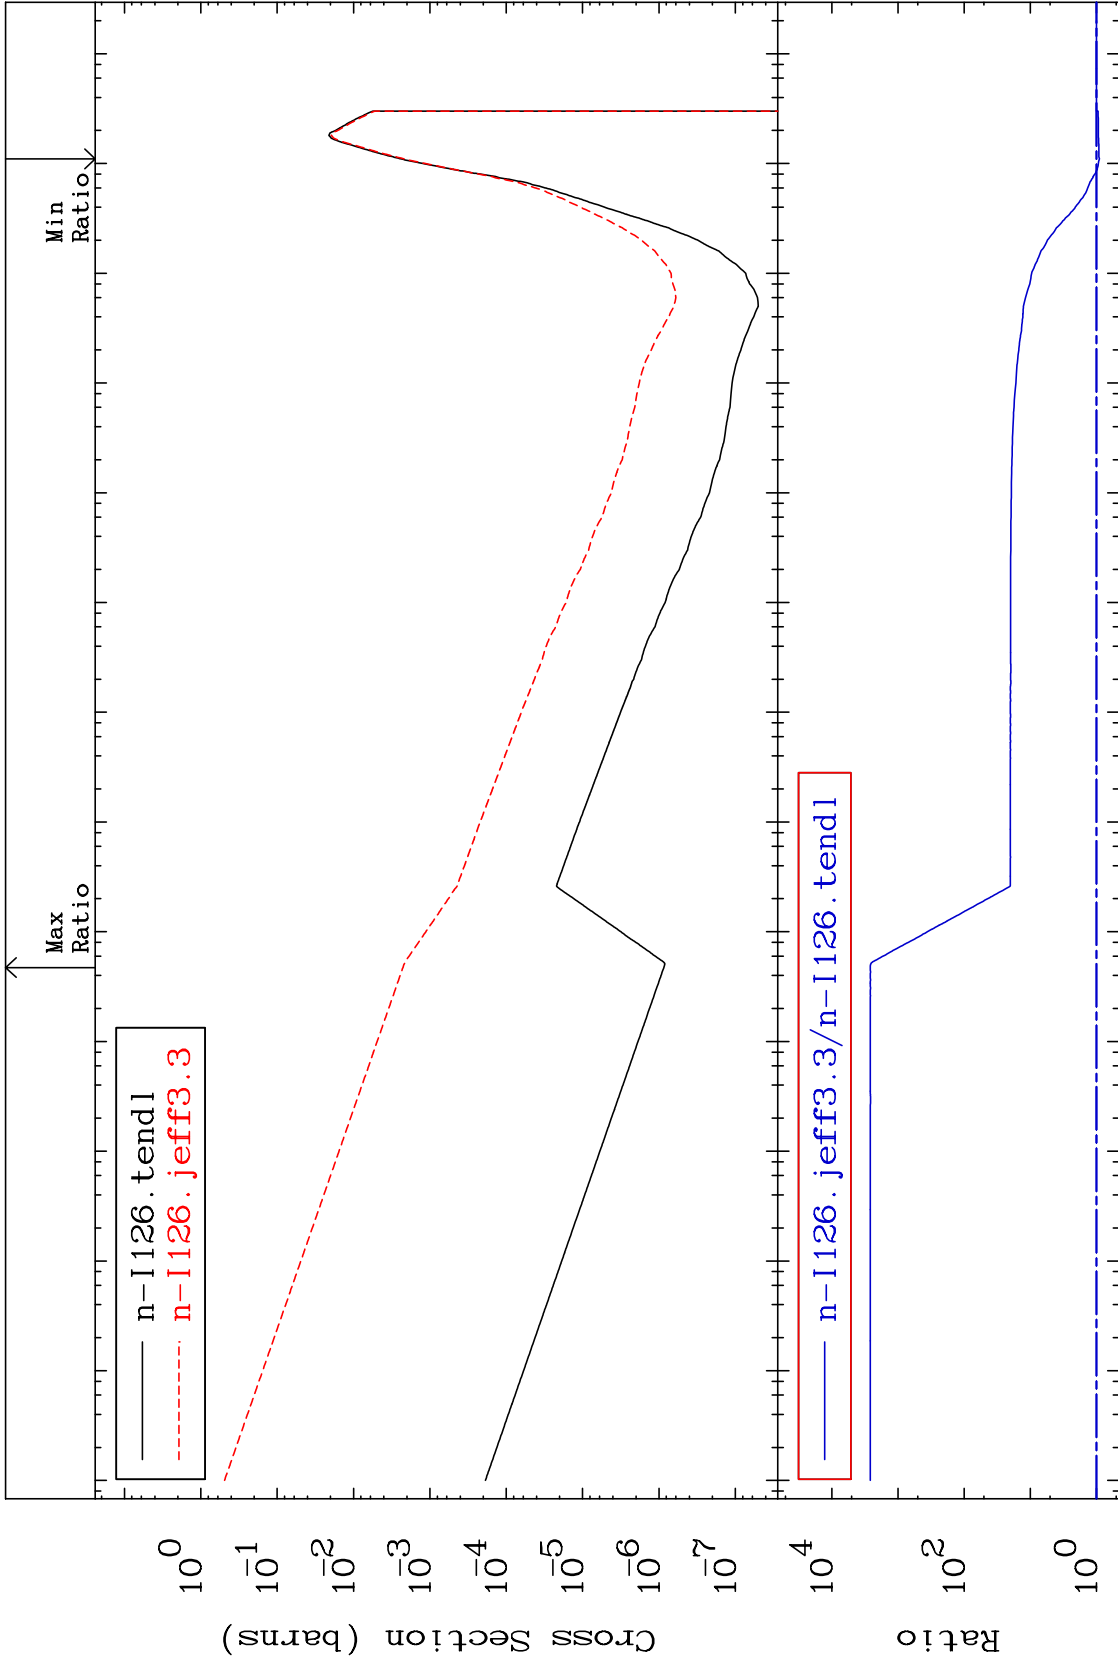 Max
Ratio
Min
Ratio
n-I126.tendl
n-I126.jeff3.3
Cross Section (barns)
10^0
10^-1
10^-2
10^-3
10^-4
10^-5
10^-6
10^-7
n-I126.jeff3.3/n-I126.tendl
Ratio
10^4
10^2
10^0